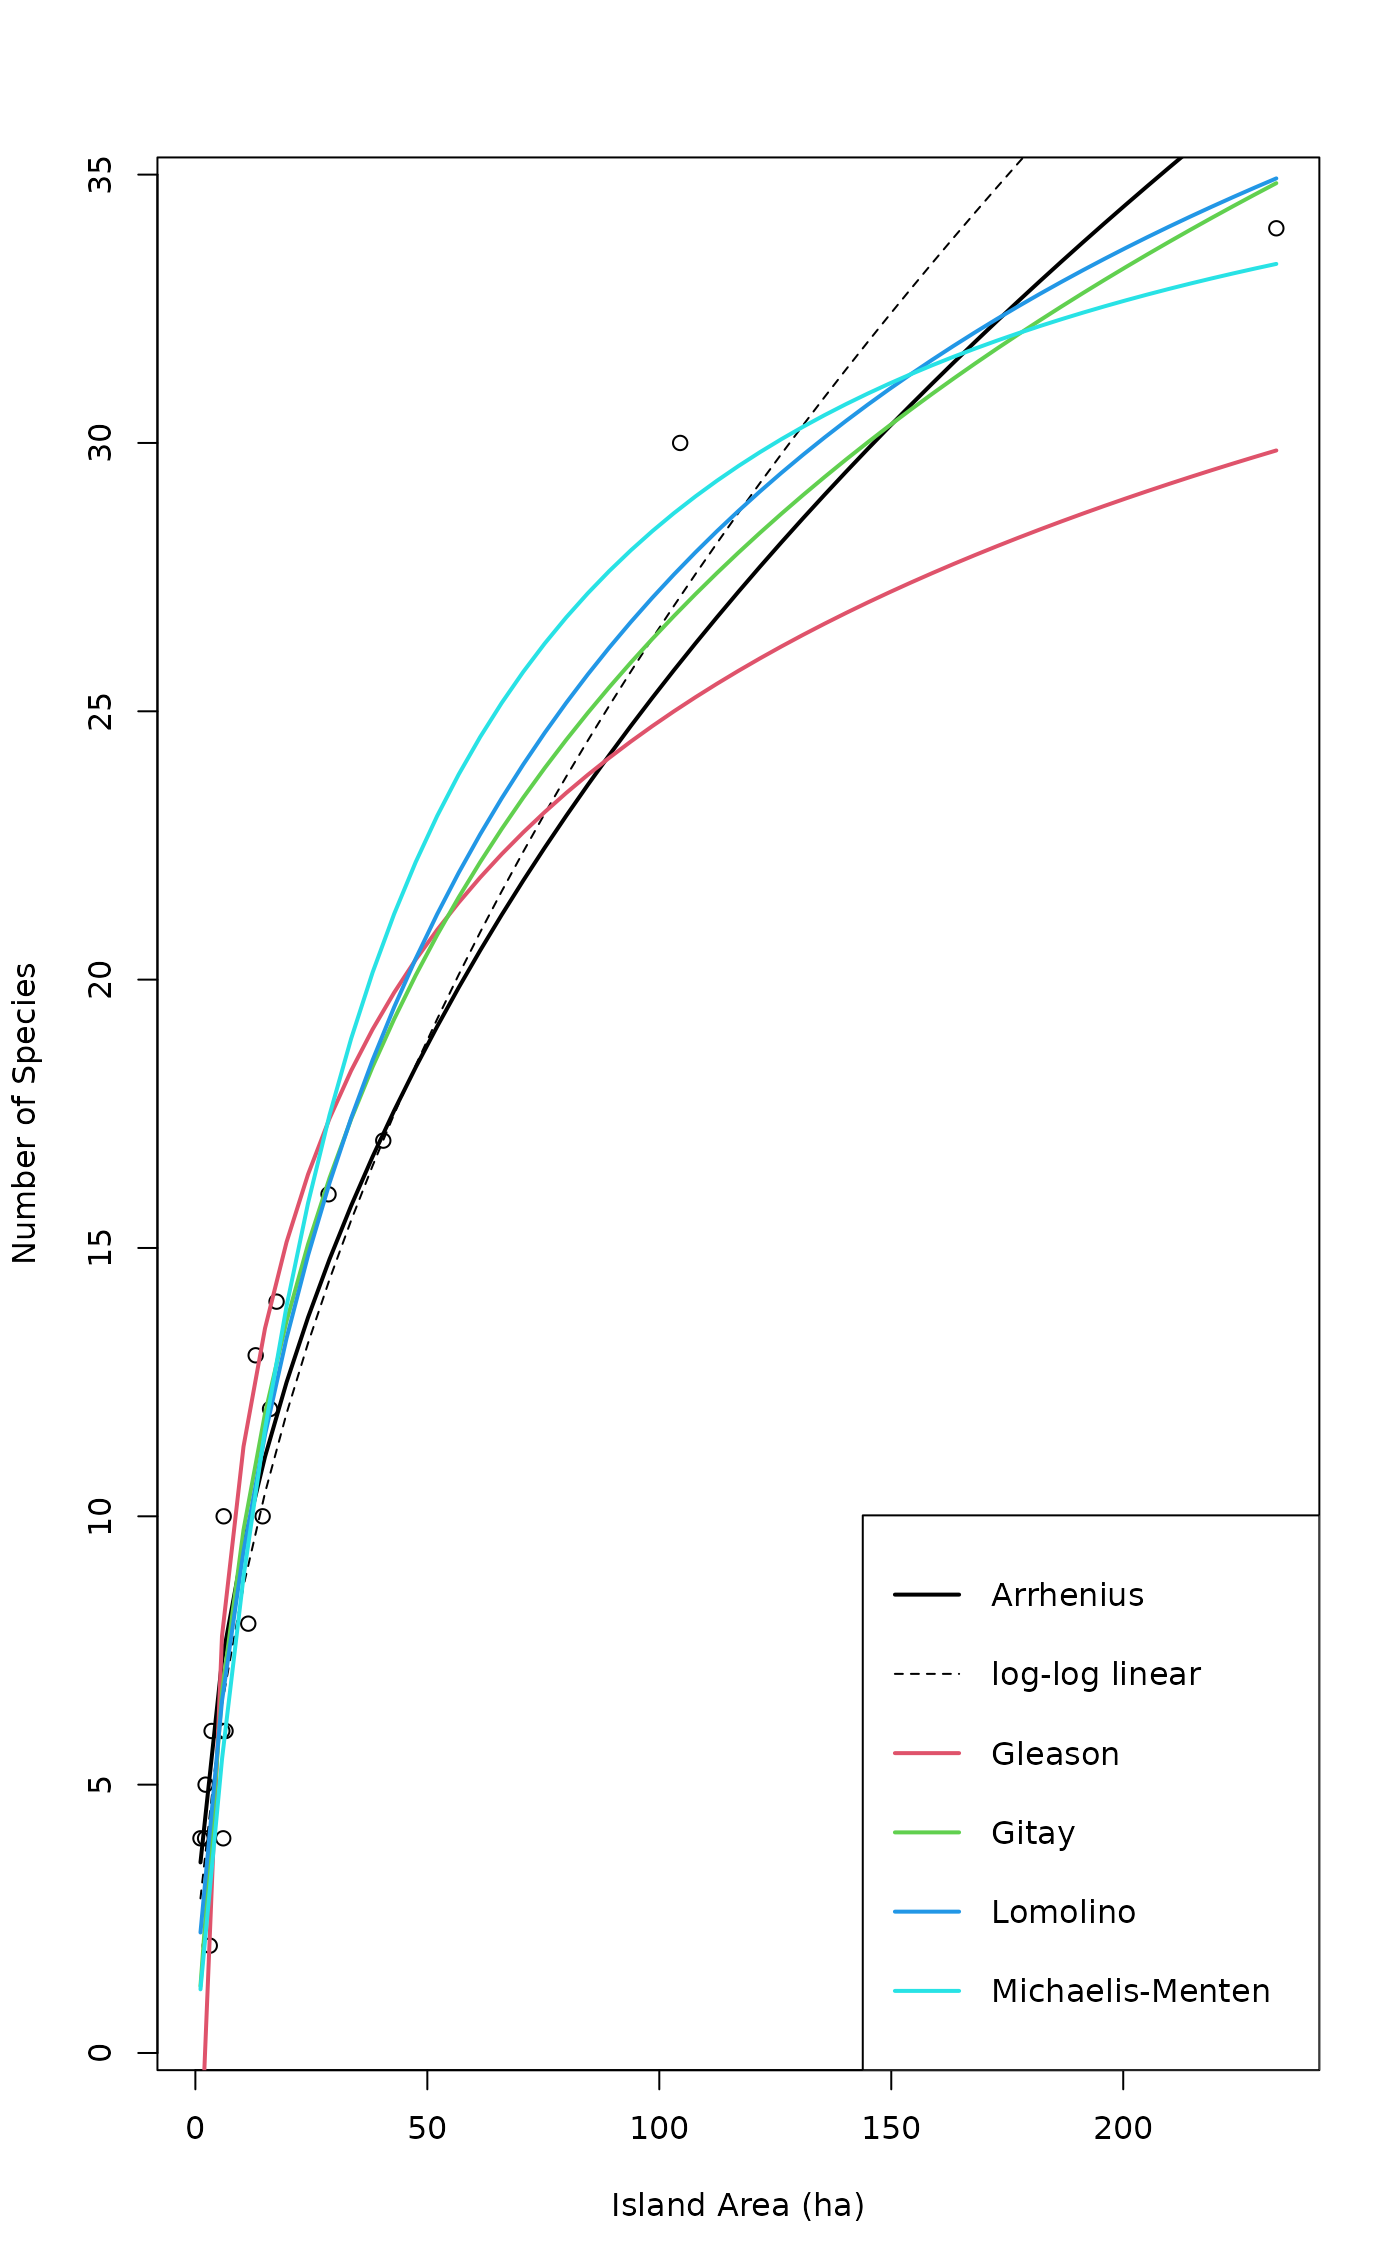 Number of Species
35
30
25
20
15
10
5
0
Arrhenius
log-log linear
Gleason
Gitay
Lomolino
Michaelis-Menten
0 50 100 150 200
Island Area (ha)